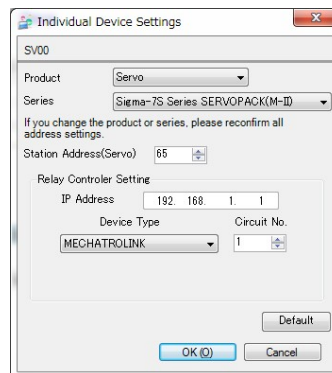 Individual Device Settings
SV00
Product Servo
Series Sigma-7S Series SERVOPACK(M-II)
If you change the product or series, please reconfirm all
address settings.
Station Address(Servo) 65
Relay Controler Setting
IP Address 192. 168. 1. 1
Device Type Circuit No.
MECHATROLINK 1
Default
OK (O) Cancel